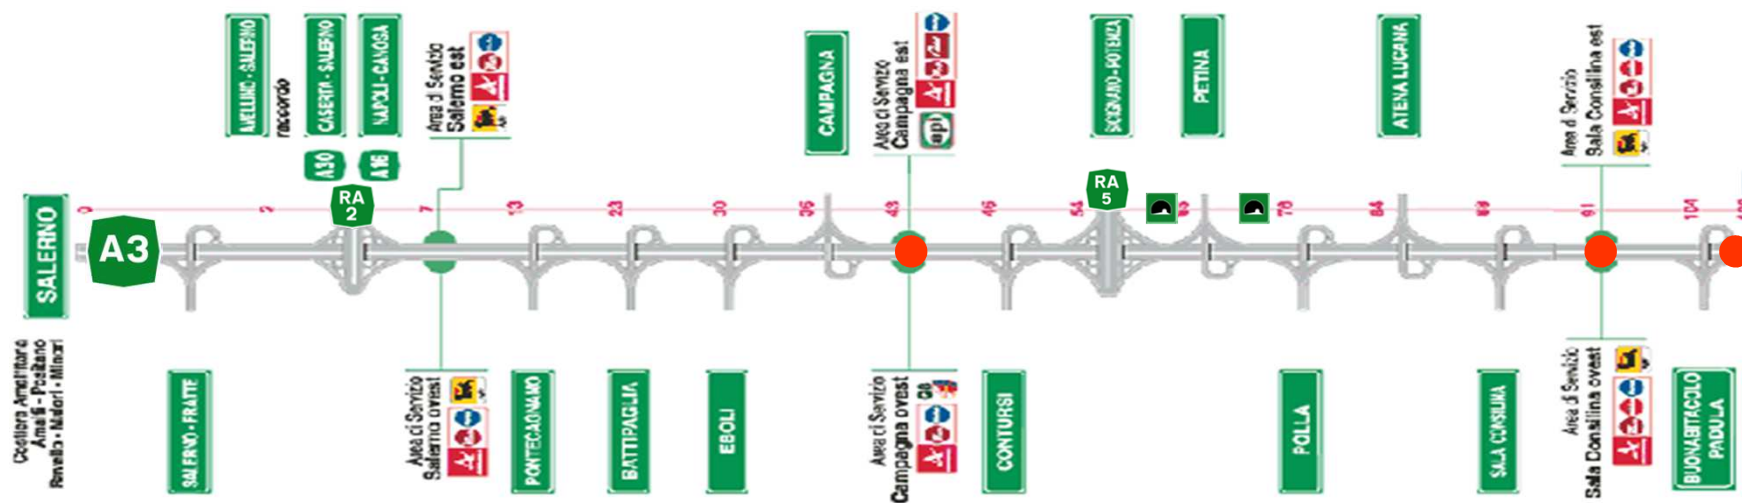 AVELLINO - SALERNO
raccordo
CASERTA - SALERNO
NAPOLI - CANOSA
A30
A16
Area di Servizio
Salerno est
CAMPAGNA
Area di Servizio
Campagna est
api
SICIGNANO - POTENZA
PETINA
ATENA LUCANA
Area di Servizio
Sala Consilina est
SALERNO
A3
RA
2
RA
5
0
2
7
13
23
30
36
46
54
78
84
91
104
Costiera Amalfitana
Amalfi - Positano
Ravello - Maiori - Minori
SALERNO - FRATTE
Area di Servizio
Salerno ovest
PONTECAGNANO
BATTIPAGLIA
EBOLI
Area di Servizio
Campagna ovest
Q8
CONTURSI
POLLA
SALA CONSILINA
Area di Servizio
Sala Consilina ovest
BUONABITACOLO
PADULA